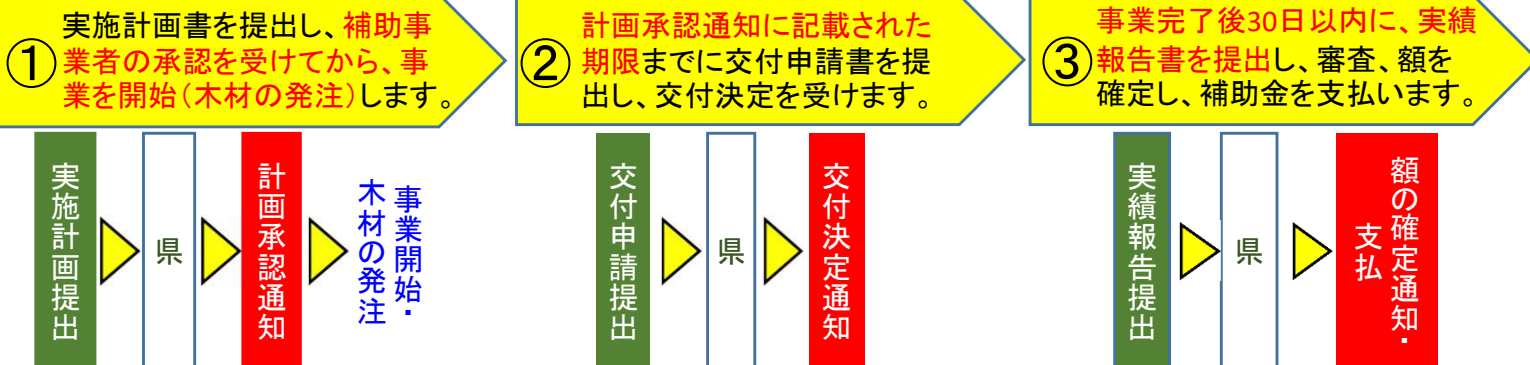 ①
実施計画書を提出し、補助事
業者の承認を受けてから、事
業を開始(木材の発注)します。
②
計画承認通知に記載された
期限までに交付申請書を提
出し、交付決定を受けます。
③
事業完了後30日以内に、実績
報告書を提出し、審査、額を
確定し、補助金を支払います。
実施計画提出
県
計画承認通知
事業開始・
木材の発注
交付申請提出
県
交付決定通知
実績報告提出
県
額の確定通知・
支払